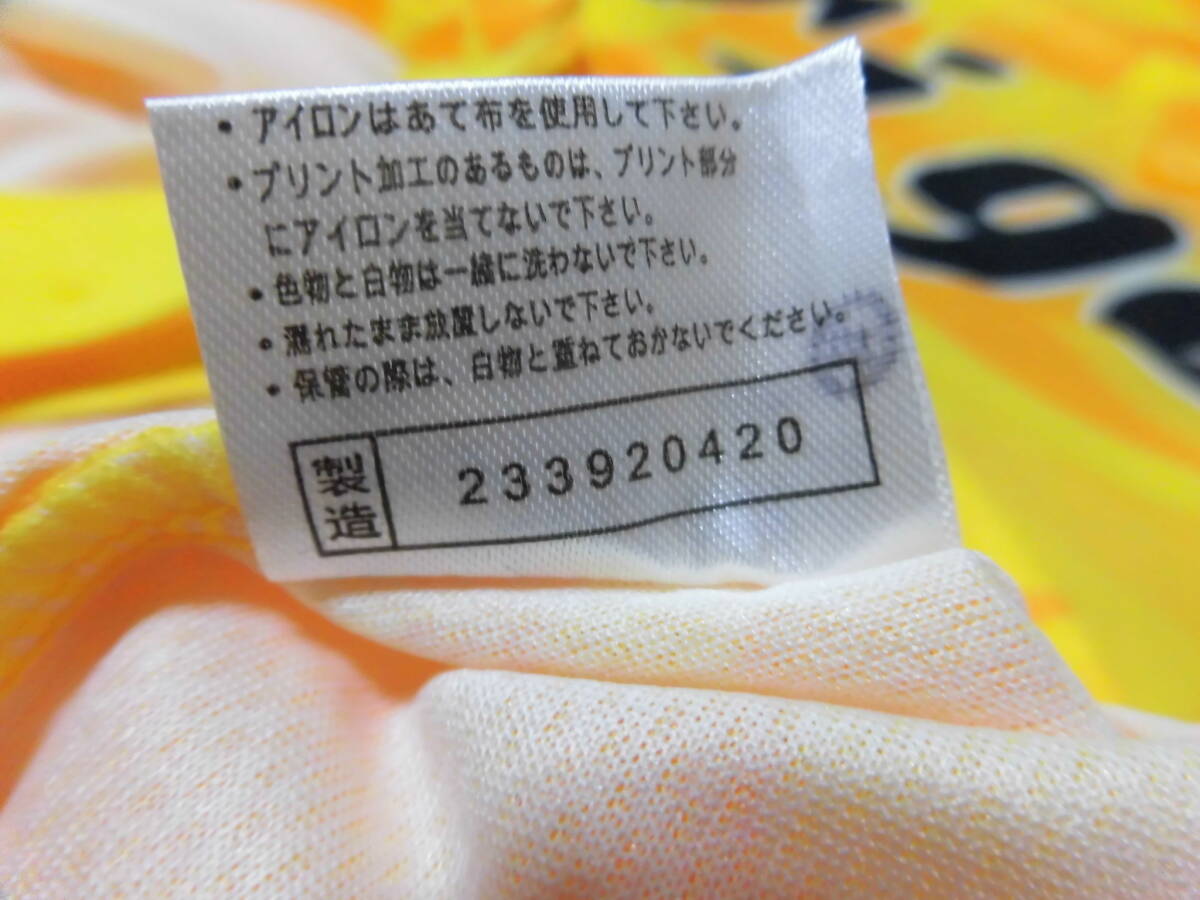 ・アイロンはあて布を使用して下さい。
・プリント加工のあるものは、プリント部分
にアイロンを当てないで下さい。
・色物と白物は一緒に洗わないで下さい。
・濡れたまま放置しないで下さい。
・保管の際は、白物と重ねておかないでください。
製造 233920420